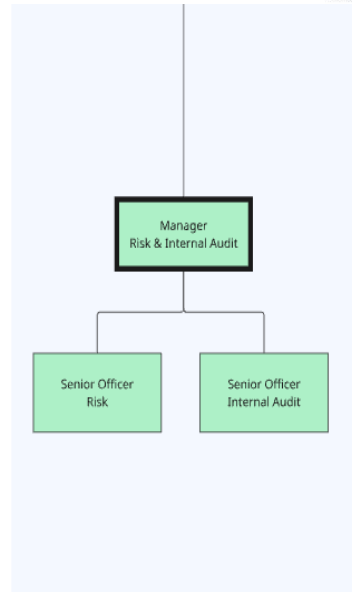 Manager
Risk & Internal Audit
Senior Officer
Risk
Senior Officer
Internal Audit